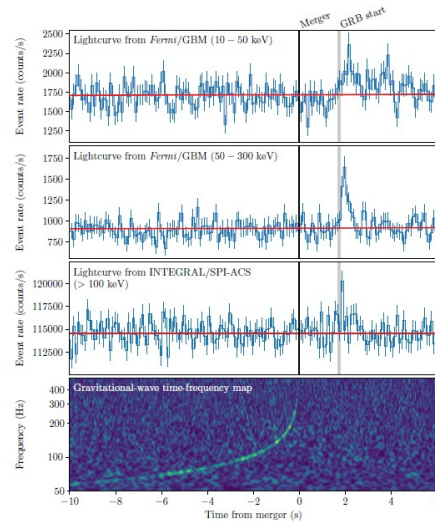 Merger
GRB start
Lightcurve from Fermi/GBM (10 − 50 keV)
2500
2250
2000
1750
1500
1250
Event rate (counts/s)
Lightcurve from Fermi/GBM (50 − 300 keV)
1750
1500
1250
1000
750
Event rate (counts/s)
Lightcurve from INTEGRAL/SPI-ACS
(> 100 keV)
120000
117500
115000
112500
Event rate (counts/s)
Gravitational-wave time-frequency map
400
300
200
100
50
Frequency (Hz)
−10
−8
−6
−4
−2
0
2
4
Time from merger (s)